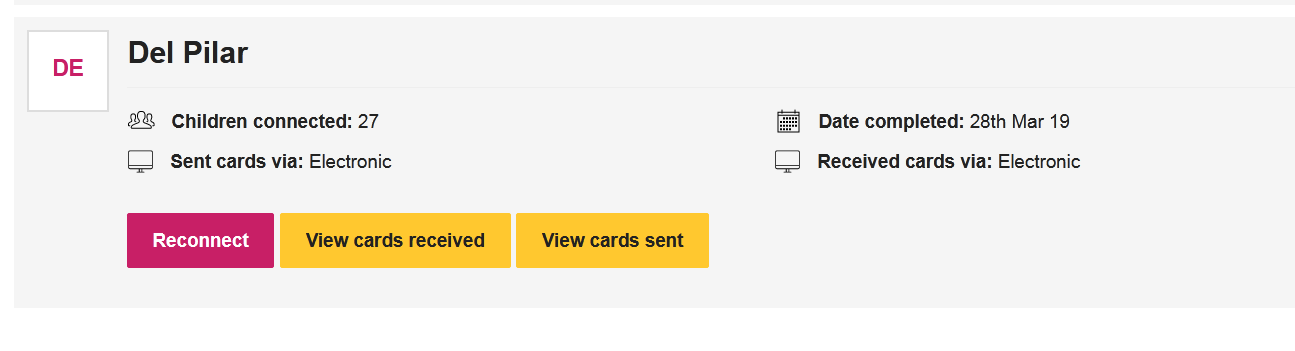 DE
Del Pilar
Children connected: 27
Date completed: 28th Mar 19
Sent cards via: Electronic
Received cards via: Electronic
Reconnect
View cards received
View cards sent